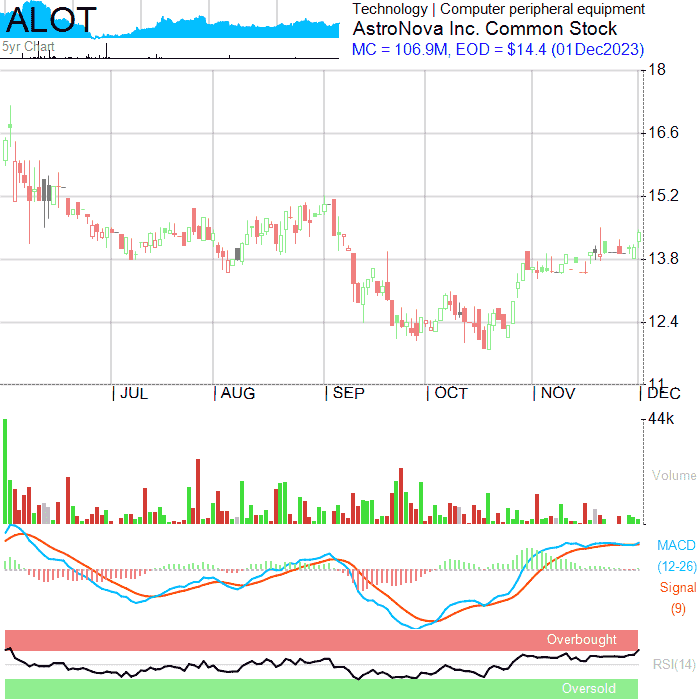 ALOT
5yr Chart
Technology | Computer peripheral equipment
AstroNova Inc. Common Stock
MC = 106.9M, EOD = $14.4 (01Dec2023)
18
16.6
15.2
13.8
12.4
11
| JUL | AUG | SEP | OCT | NOV | DEC
44k
Volume
MACD
(12-26)
Signal
(9)
Overbought
RSI(14)
Oversold